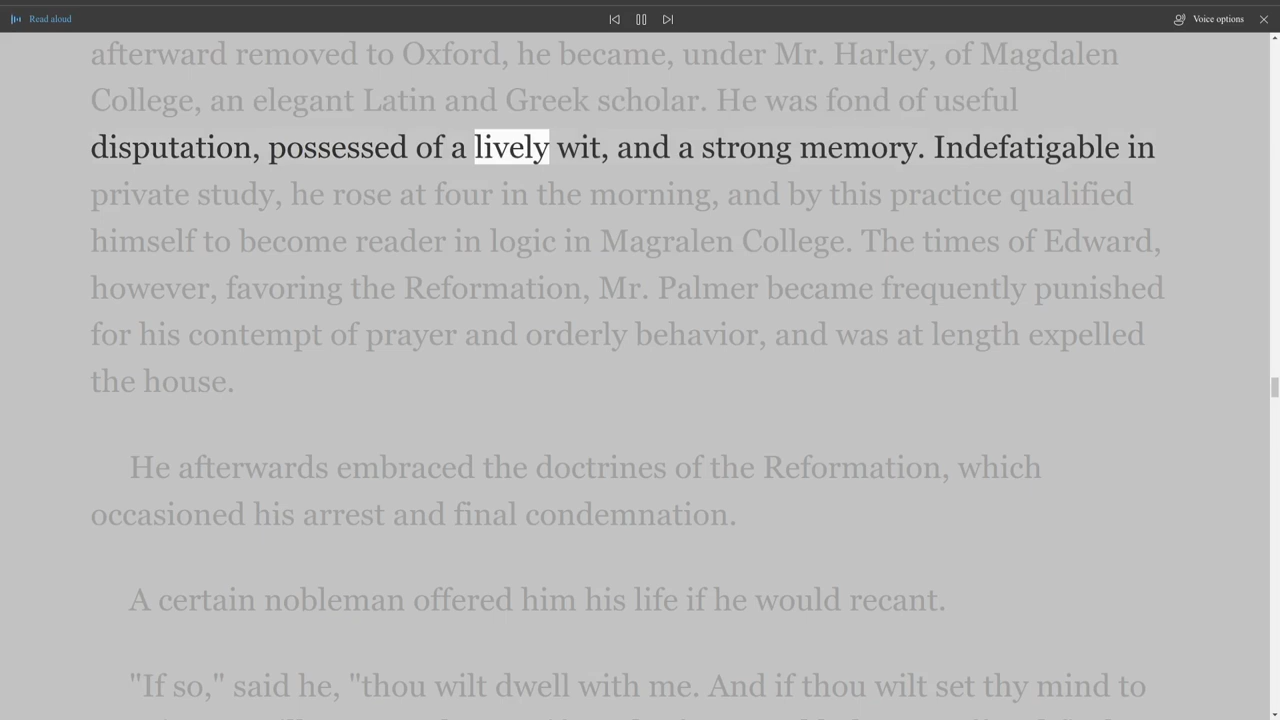 Read aloud
Voice options
afterward removed to Oxford, he became, under Mr. Harley, of Magdalen
College, an elegant Latin and Greek scholar. He was fond of useful
disputation, possessed of a lively wit, and a strong memory. Indefatigable in
private study, he rose at four in the morning, and by this practice qualified
himself to become reader in logic in Magralen College. The times of Edward,
however, favoring the Reformation, Mr. Palmer became frequently punished
for his contempt of prayer and orderly behavior, and was at length expelled
the house.
He afterwards embraced the doctrines of the Reformation, which
occasioned his arrest and final condemnation.
A certain nobleman offered him his life if he would recant.
"If so," said he, "thou wilt dwell with me. And if thou wilt set thy mind to